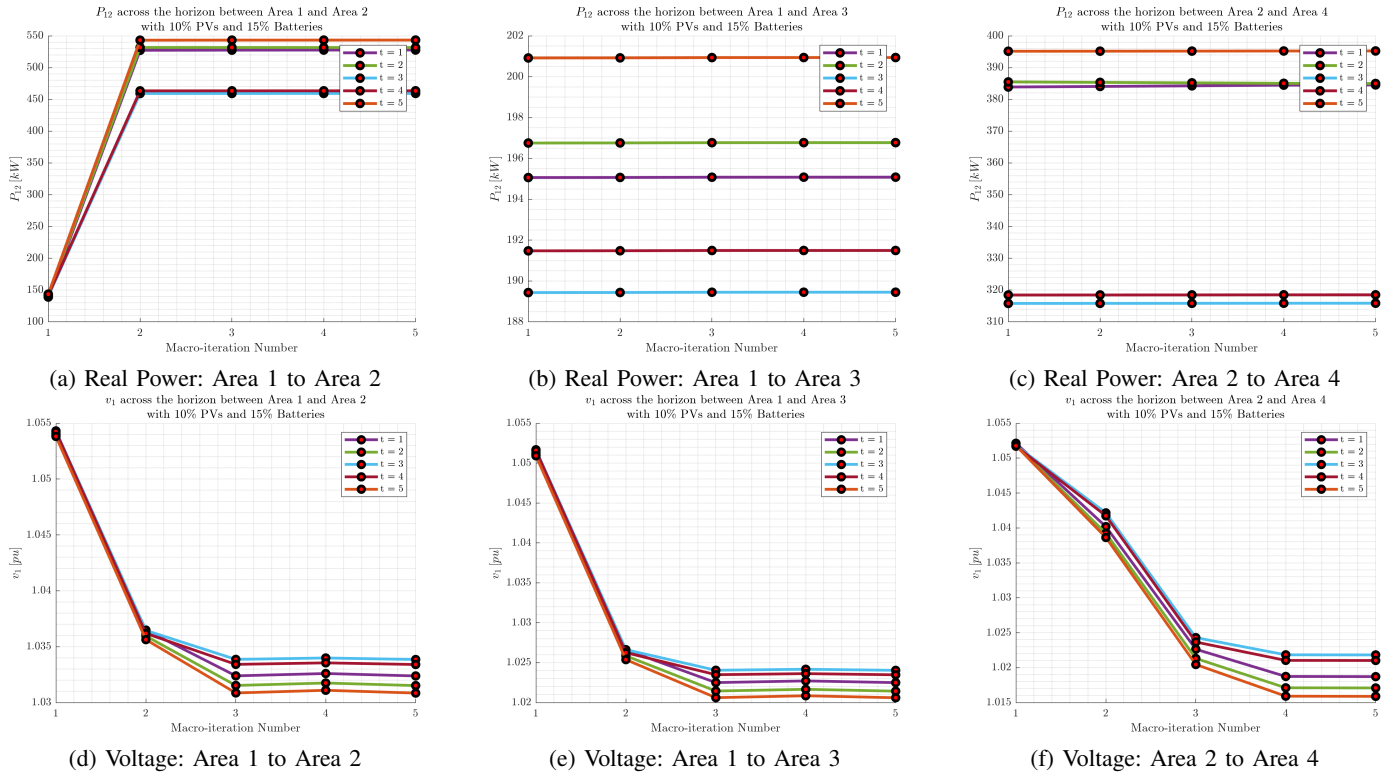 P12 across the horizon between Area 1 and Area 2
with 10% PVs and 15% Batteries
550
500
450
400
350
300
250
200
150
100
P12 [kW]
t = 1
t = 2
t = 3
t = 4
t = 5
1 2 3 4 5
Macro-iteration Number
(a) Real Power: Area 1 to Area 2
P12 across the horizon between Area 1 and Area 3
with 10% PVs and 15% Batteries
202
200
198
196
194
192
190
188
P12 [kW]
t = 1
t = 2
t = 3
t = 4
t = 5
1 2 3 4 5
Macro-iteration Number
(b) Real Power: Area 1 to Area 3
P12 across the horizon between Area 2 and Area 4
with 10% PVs and 15% Batteries
400
390
380
370
360
350
340
330
320
310
P12 [kW]
t = 1
t = 2
t = 3
t = 4
t = 5
1 2 3 4 5
Macro-iteration Number
(c) Real Power: Area 2 to Area 4
v1 across the horizon between Area 1 and Area 2
with 10% PVs and 15% Batteries
1.055
1.05
1.045
1.04
1.035
1.03
v1 [pu]
t = 1
t = 2
t = 3
t = 4
t = 5
1 2 3 4 5
Macro-iteration Number
(d) Voltage: Area 1 to Area 2
v1 across the horizon between Area 1 and Area 3
with 10% PVs and 15% Batteries
1.055
1.05
1.045
1.04
1.035
1.03
1.025
1.02
v1 [pu]
t = 1
t = 2
t = 3
t = 4
t = 5
1 2 3 4 5
Macro-iteration Number
(e) Voltage: Area 1 to Area 3
v1 across the horizon between Area 2 and Area 4
with 10% PVs and 15% Batteries
1.055
1.05
1.045
1.04
1.035
1.03
1.025
1.02
1.015
v1 [pu]
t = 1
t = 2
t = 3
t = 4
t = 5
1 2 3 4 5
Macro-iteration Number
(f) Voltage: Area 2 to Area 4